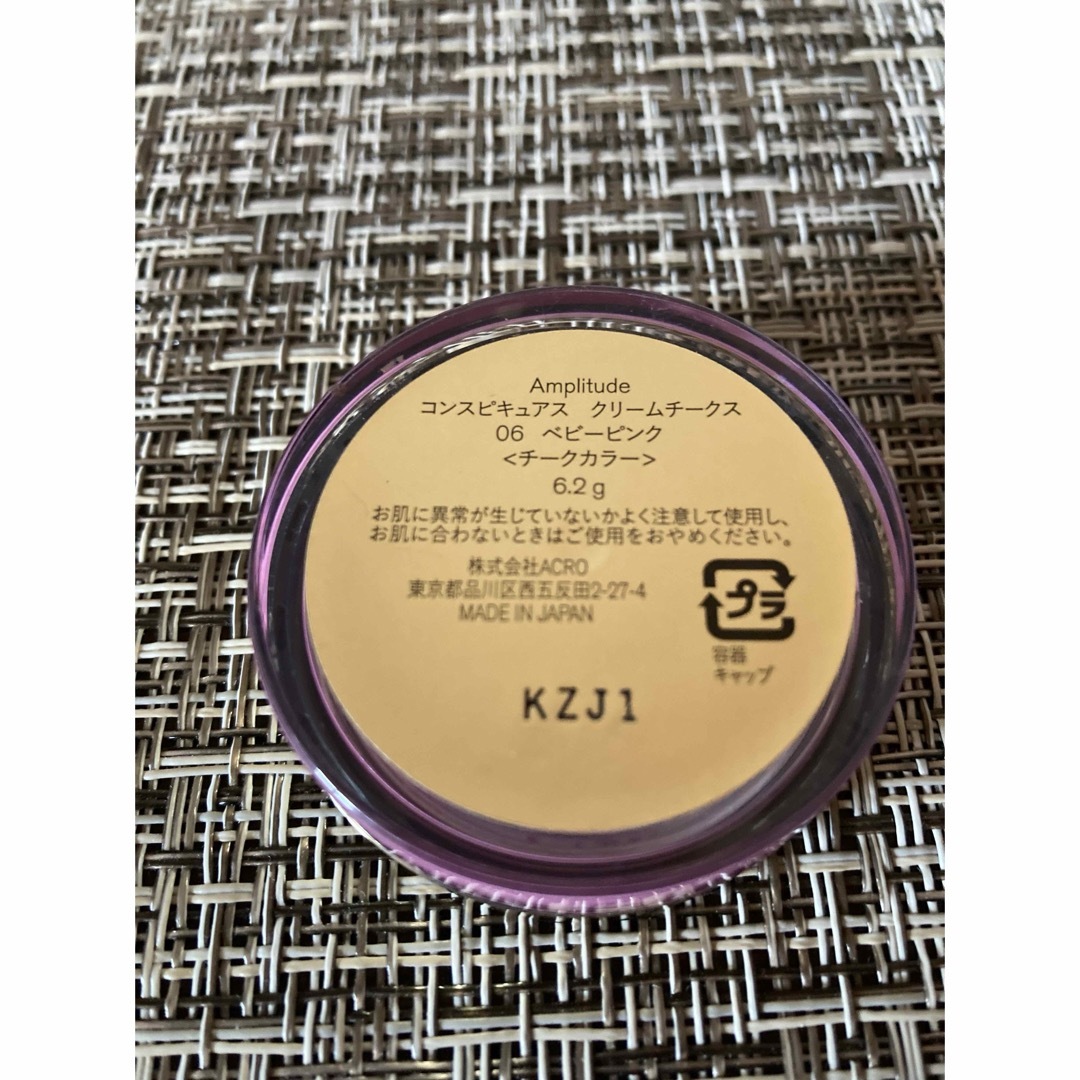 Amplitude
コンスピキュアス　クリームチークス
06　ベビーピンク
<チークカラー>
6.2 g
お肌に異常が生じていないかよく注意して使用し、
お肌に合わないときはご使用をおやめください。
株式会社ACRO
東京都品川区西五反田2-27-4
MADE IN JAPAN
プラ
容器
キャップ
KZJ1